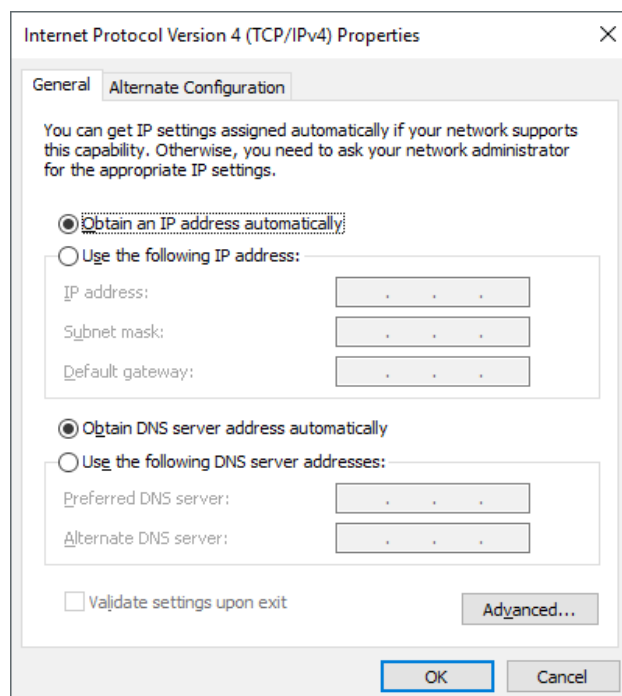 Internet Protocol Version 4 (TCP/IPv4) Properties
General
Alternate Configuration
You can get IP settings assigned automatically if your network supports
this capability. Otherwise, you need to ask your network administrator
for the appropriate IP settings.
Obtain an IP address automatically
Use the following IP address:
IP address:
Subnet mask:
Default gateway:
Obtain DNS server address automatically
Use the following DNS server addresses:
Preferred DNS server:
Alternate DNS server:
Validate settings upon exit
Advanced...
OK
Cancel